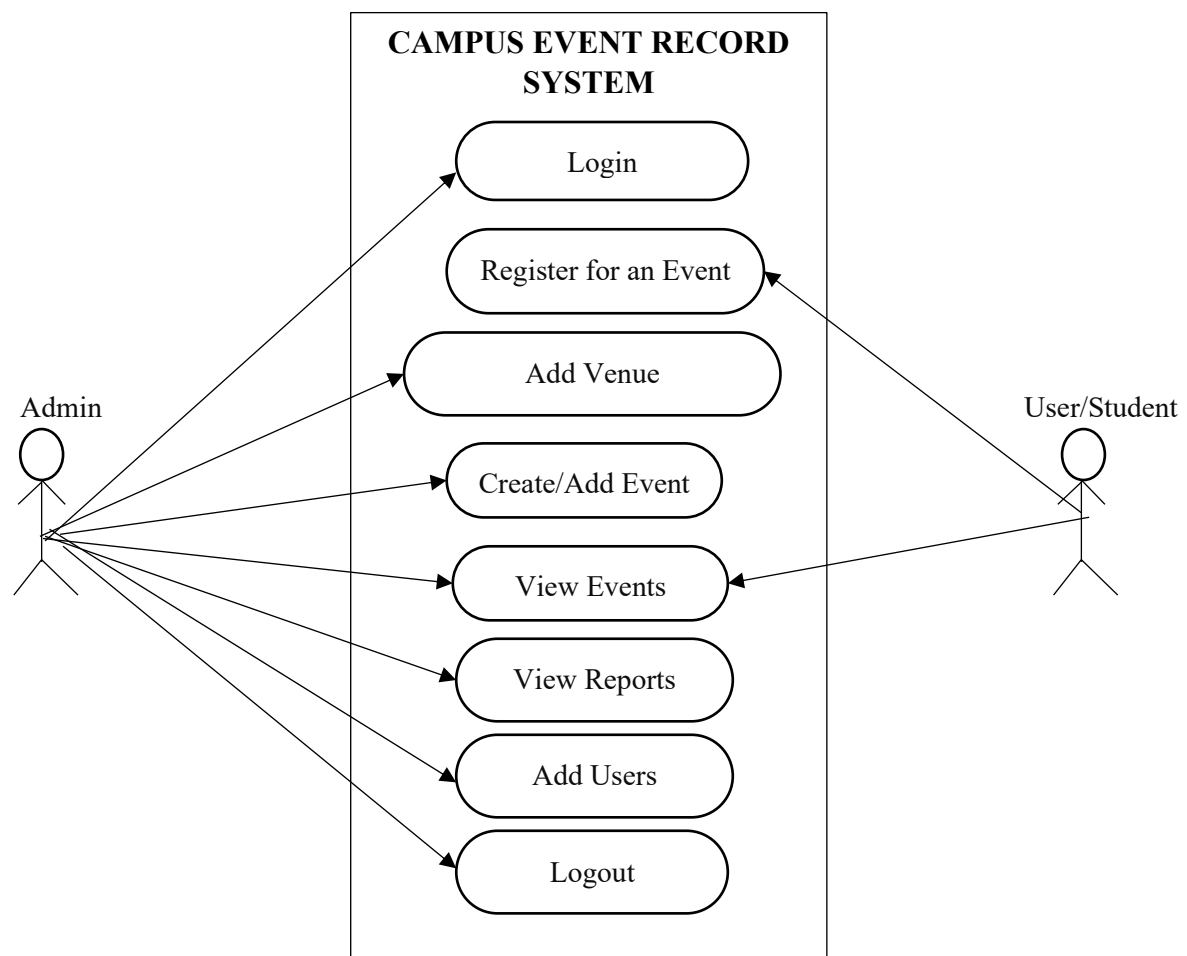 CAMPUS EVENT RECORD
SYSTEM
Login
Register for an Event
Add Venue
Admin
User/Student
Create/Add Event
View Events
View Reports
Add Users
Logout